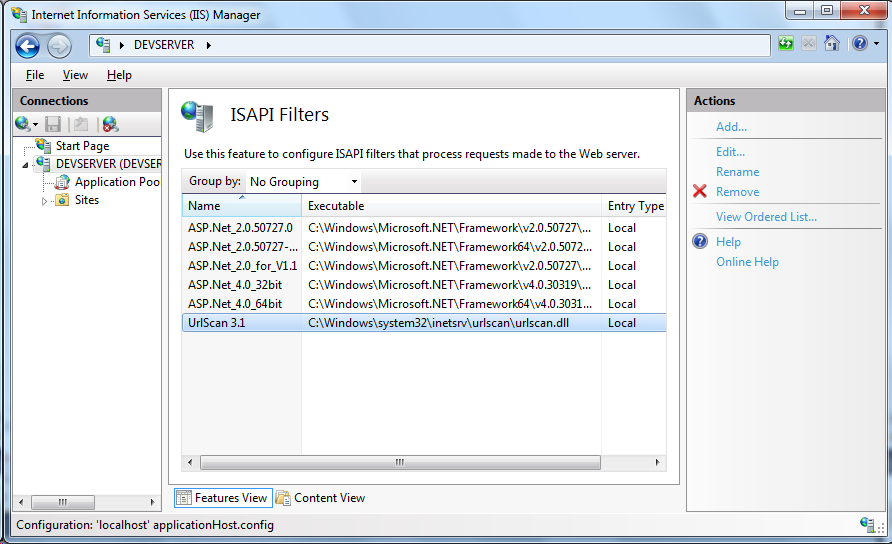 Internet Information Services (IIS) Manager
DEVSERVER
File View Help
Connections
Start Page
DEVSERVER (DEVSER
Application Poo
Sites
ISAPI Filters
Use this feature to configure ISAPI filters that process requests made to the Web server.
Group by: No Grouping
Name Executable Entry Type
ASP.Net_2.0.50727.0 C:\Windows\Microsoft.NET\Framework\v2.0.50727\... Local
ASP.Net_2.0.50727-... C:\Windows\Microsoft.NET\Framework64\v2.0.5072... Local
ASP.Net_2.0_for_V1.1 C:\Windows\Microsoft.NET\Framework\v2.0.50727\... Local
ASP.Net_4.0_32bit C:\Windows\Microsoft.NET\Framework\v4.0.30319\... Local
ASP.Net_4.0_64bit C:\Windows\Microsoft.NET\Framework64\v4.0.3031... Local
UrlScan 3.1 C:\Windows\system32\inetsrv\urlscan\urlscan.dll Local
Features View Content View
Actions
Add...
Edit...
Rename
Remove
View Ordered List...
Help
Online Help
Configuration: 'localhost' applicationHost.config